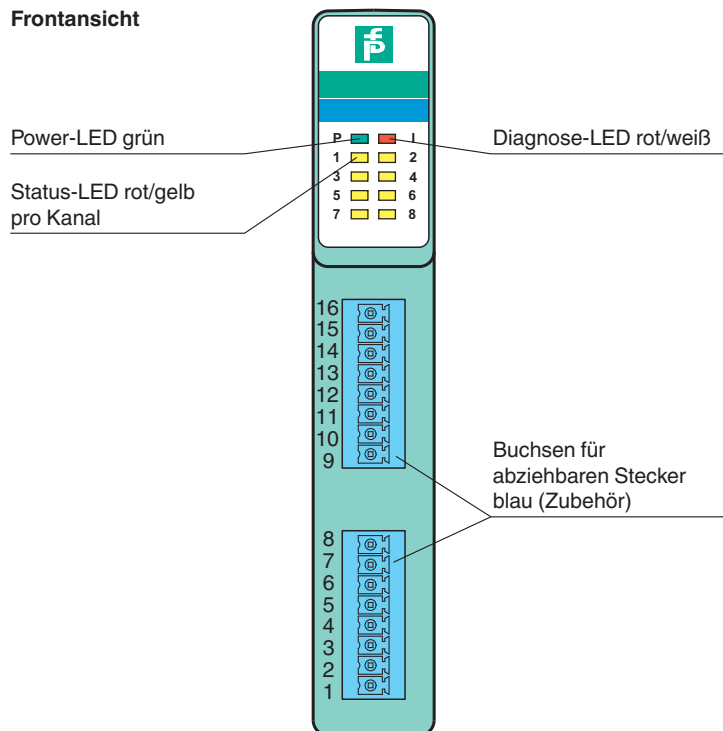 Frontansicht
Power-LED grün
Diagnose-LED rot/weiß
Status-LED rot/gelb
pro Kanal
P I
1 2
3 4
5 6
7 8
16
15
14
13
12
11
10
9
Buchsen für
abziehbaren Stecker
blau (Zubehör)
8
7
6
5
4
3
2
1